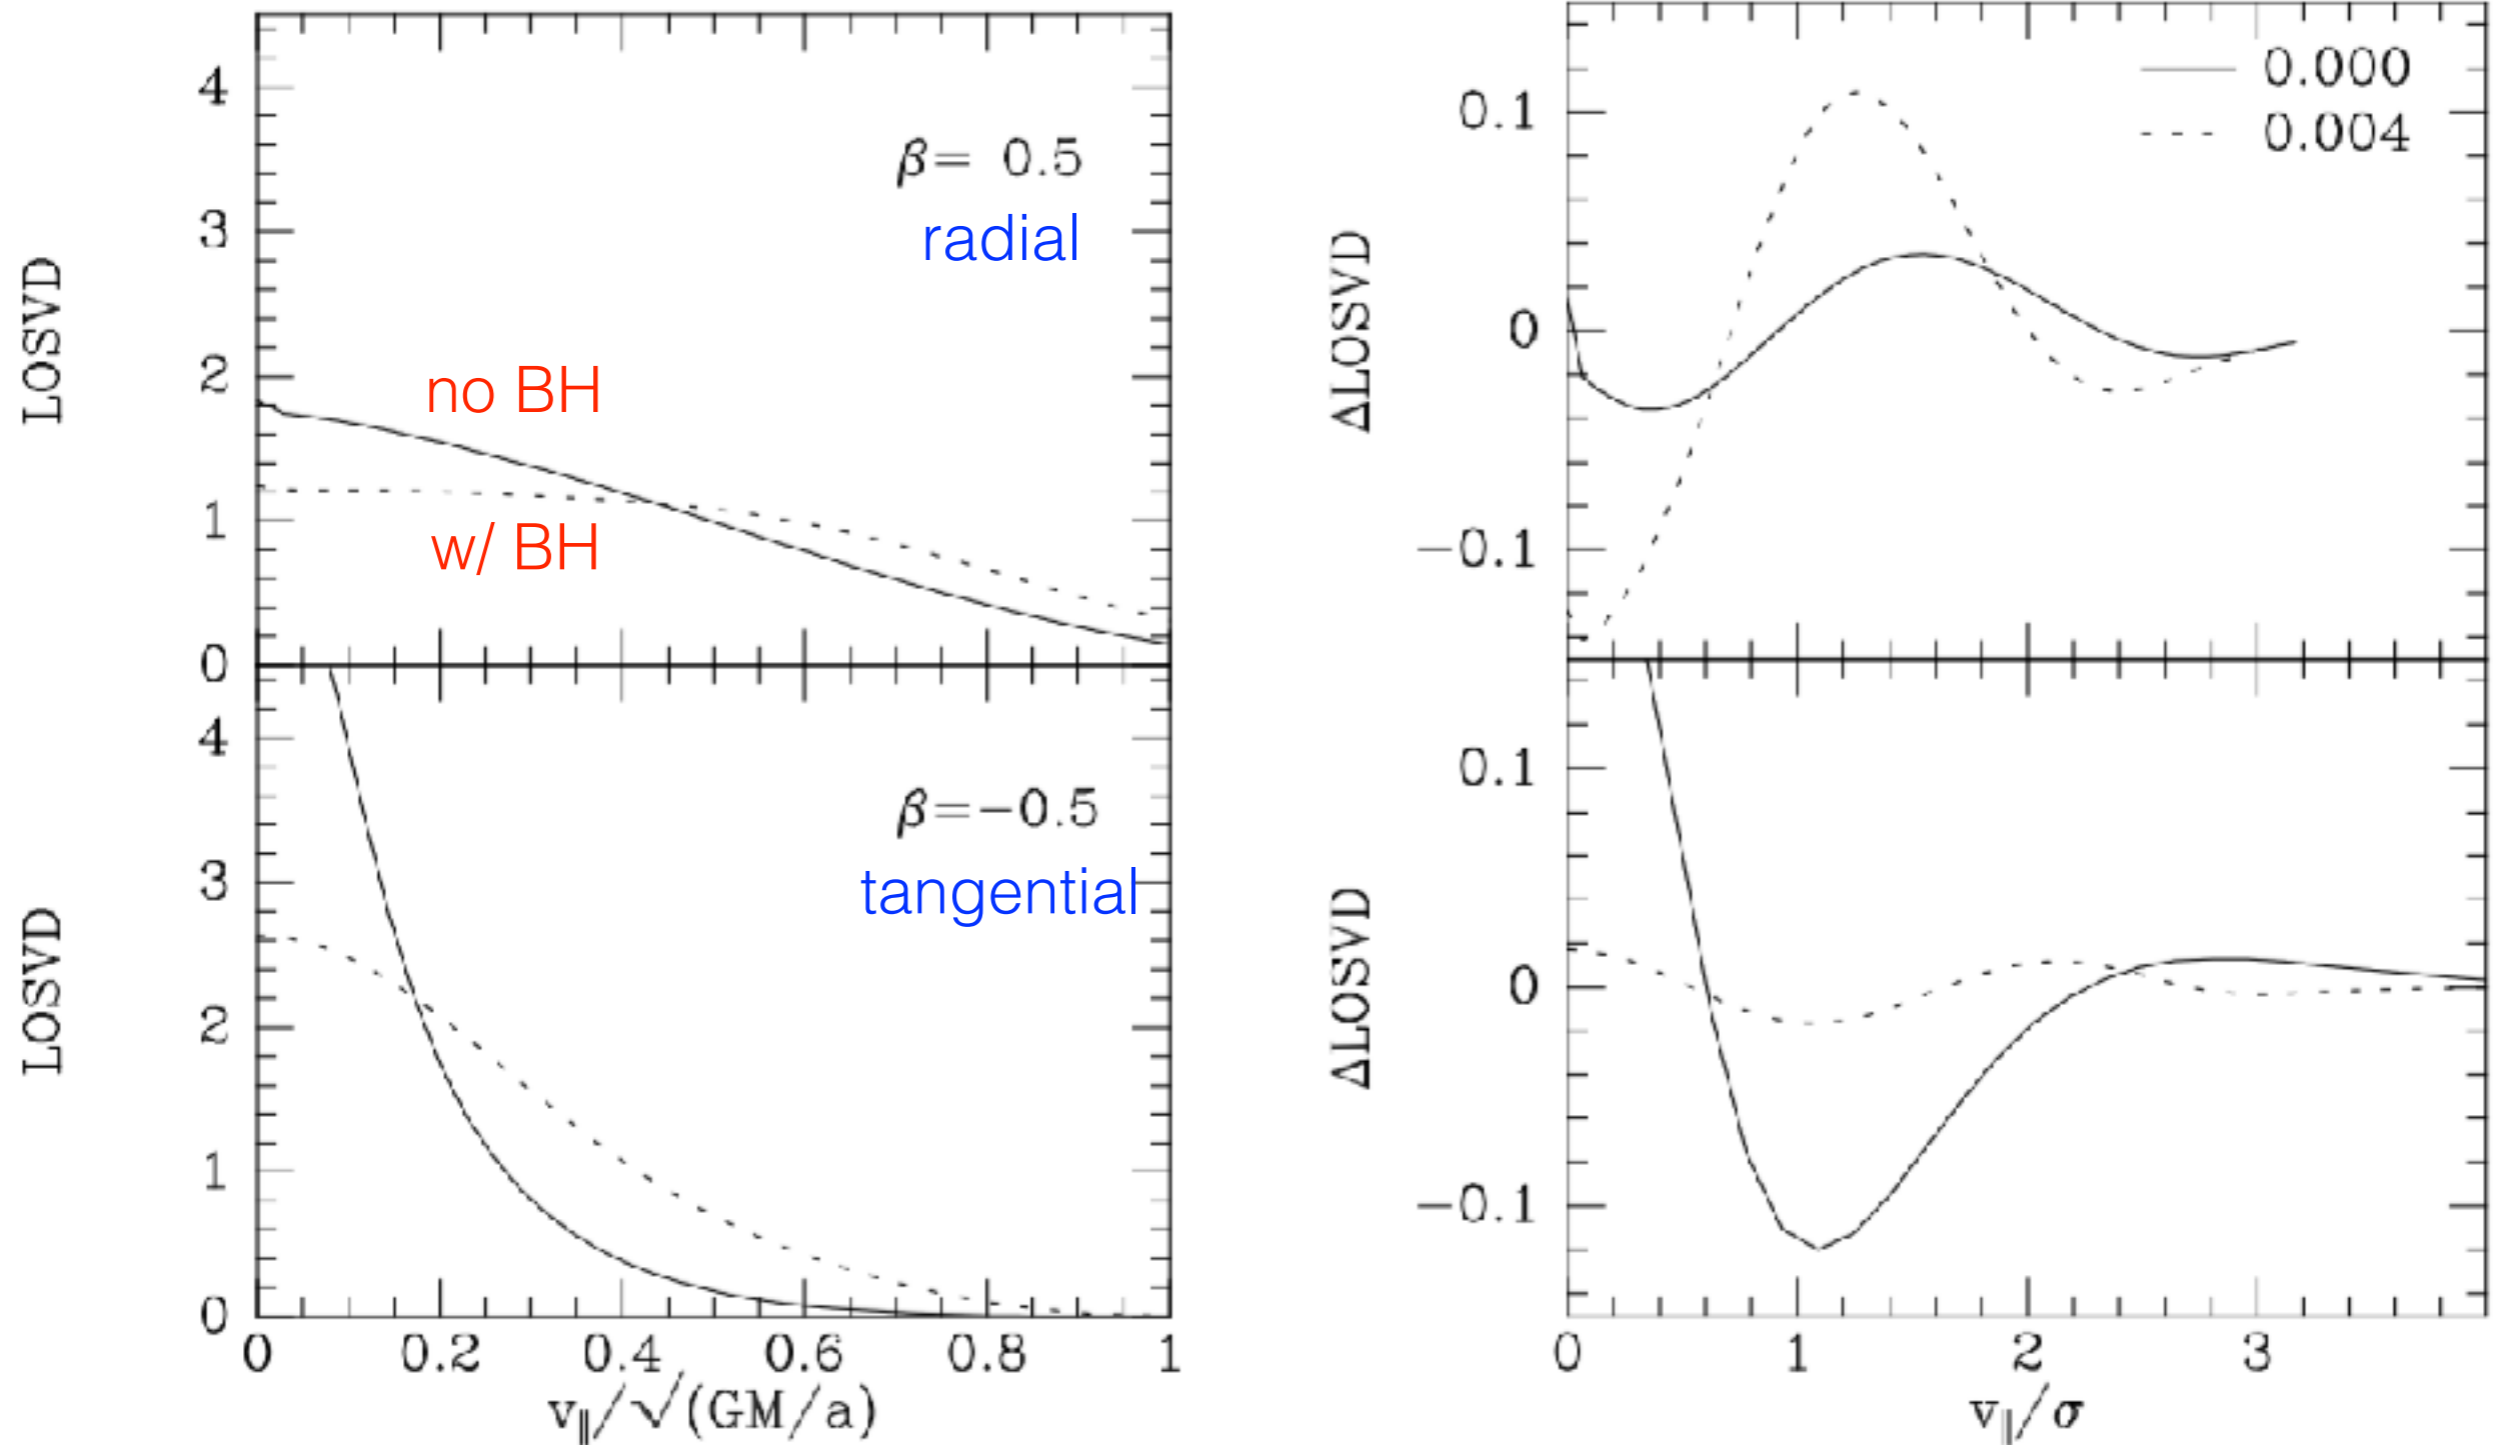 4
3
2
1
0
LOSVD
β= 0.5
radial
no BH
w/ BH
4
3
2
1
0
LOSVD
β=−0.5
tangential
0 0.2 0.4 0.6 0.8 1
v∥/√(GM/a)
0.1
0
−0.1
ΔLOSVD
0.000
0.004
0.1
0
−0.1
ΔLOSVD
0 1 2 3
v∥/σ